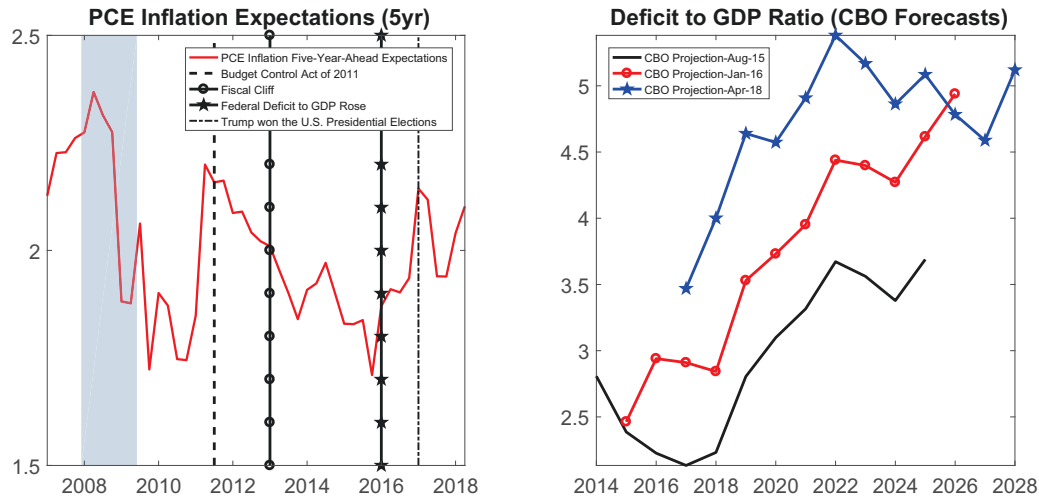 PCE Inflation Expectations (5yr)
2.5
2
1.5
PCE Inflation Five-Year-Ahead Expectations
Budget Control Act of 2011
Fiscal Cliff
Federal Deficit to GDP Rose
Trump won the U.S. Presidential Elections
2008 2010 2012 2014 2016 2018
Deficit to GDP Ratio (CBO Forecasts)
5
4.5
4
3.5
3
2.5
CBO Projection-Aug-15
CBO Projection-Jan-16
CBO Projection-Apr-18
2014 2016 2018 2020 2022 2024 2026 2028